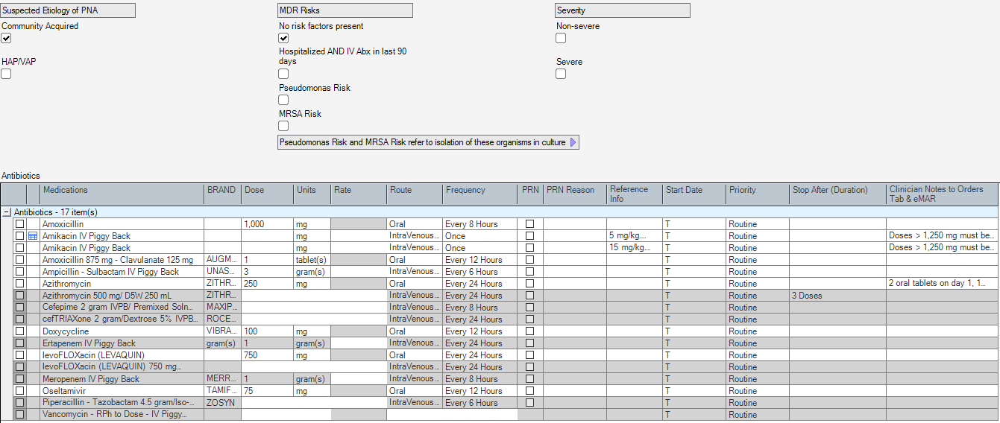 Suspected Etiology of PNA MDR Risks Severity
Community Acquired No risk factors present Non-severe
Hospitalized AND IV Abx in last 90
days
HAP/VAP Severe
Pseudomonas Risk
MRSA Risk
Pseudomonas Risk and MRSA Risk refer to isolation of these organisms in culture
Antibiotics
Medications BRAND Dose Units Rate Route Frequency PRN PRN Reason Reference Info Start Date Priority Stop After (Duration) Clinician Notes to Orders Tab & eMAR
Antibiotics - 17 item(s)
Amoxicillin 1,000 mg Oral Every 8 Hours T Routine
Amikacin IV Piggy Back mg IntraVenous... Once 5 mg/kg.... T Routine Doses > 1,250 mg must be...
Amikacin IV Piggy Back mg IntraVenous... Once 15 mg/kg.... T Routine Doses > 1,250 mg must be...
Amoxicillin 875 mg - Clavulanate 125 mg AUGM... 1 tablet(s) Oral Every 12 Hours T Routine
Ampicillin - Sulbactam IV Piggy Back UNAS... 3 gram(s) IntraVenous... Every 6 Hours T Routine
Azithromycin ZITHR... 250 mg Oral Every 24 Hours T Routine 2 oral tablets on day 1, 1...
Azithromycin 500 mg/ D5W 250 mL ZITHR... IntraVenous... Every 24 Hours T Routine 3 Doses
Cefepime 2 gram IVPB/ Premixed Soln... MAXIP... IntraVenous... Every 8 Hours T Routine
cefTRIAXone 2 gram/Dextrose 5% IVPB... ROCE... IntraVenous... Every 24 Hours T Routine
Doxycycline VIBRA... 100 mg Oral Every 12 Hours T Routine
Ertapenem IV Piggy Back gram(s) 1 gram(s) IntraVenous... Every 24 Hours T Routine
levoFLOXacin (LEVAQUIN) 750 mg Oral Every 24 Hours T Routine
levoFLOXacin (LEVAQUIN) 750 mg... IntraVenous... Every 24 Hours T Routine
Meropenem IV Piggy Back MERR... 1 gram(s) IntraVenous... Every 8 Hours T Routine
Oseltamivir TAMIF... 75 mg Oral Every 12 Hours T Routine
Piperacillin - Tazobactam 4.5 gram/Iso-... ZOSYN IntraVenous... Every 6 Hours T Routine
Vancomycin - RPh to Dose - IV Piggy... T Routine